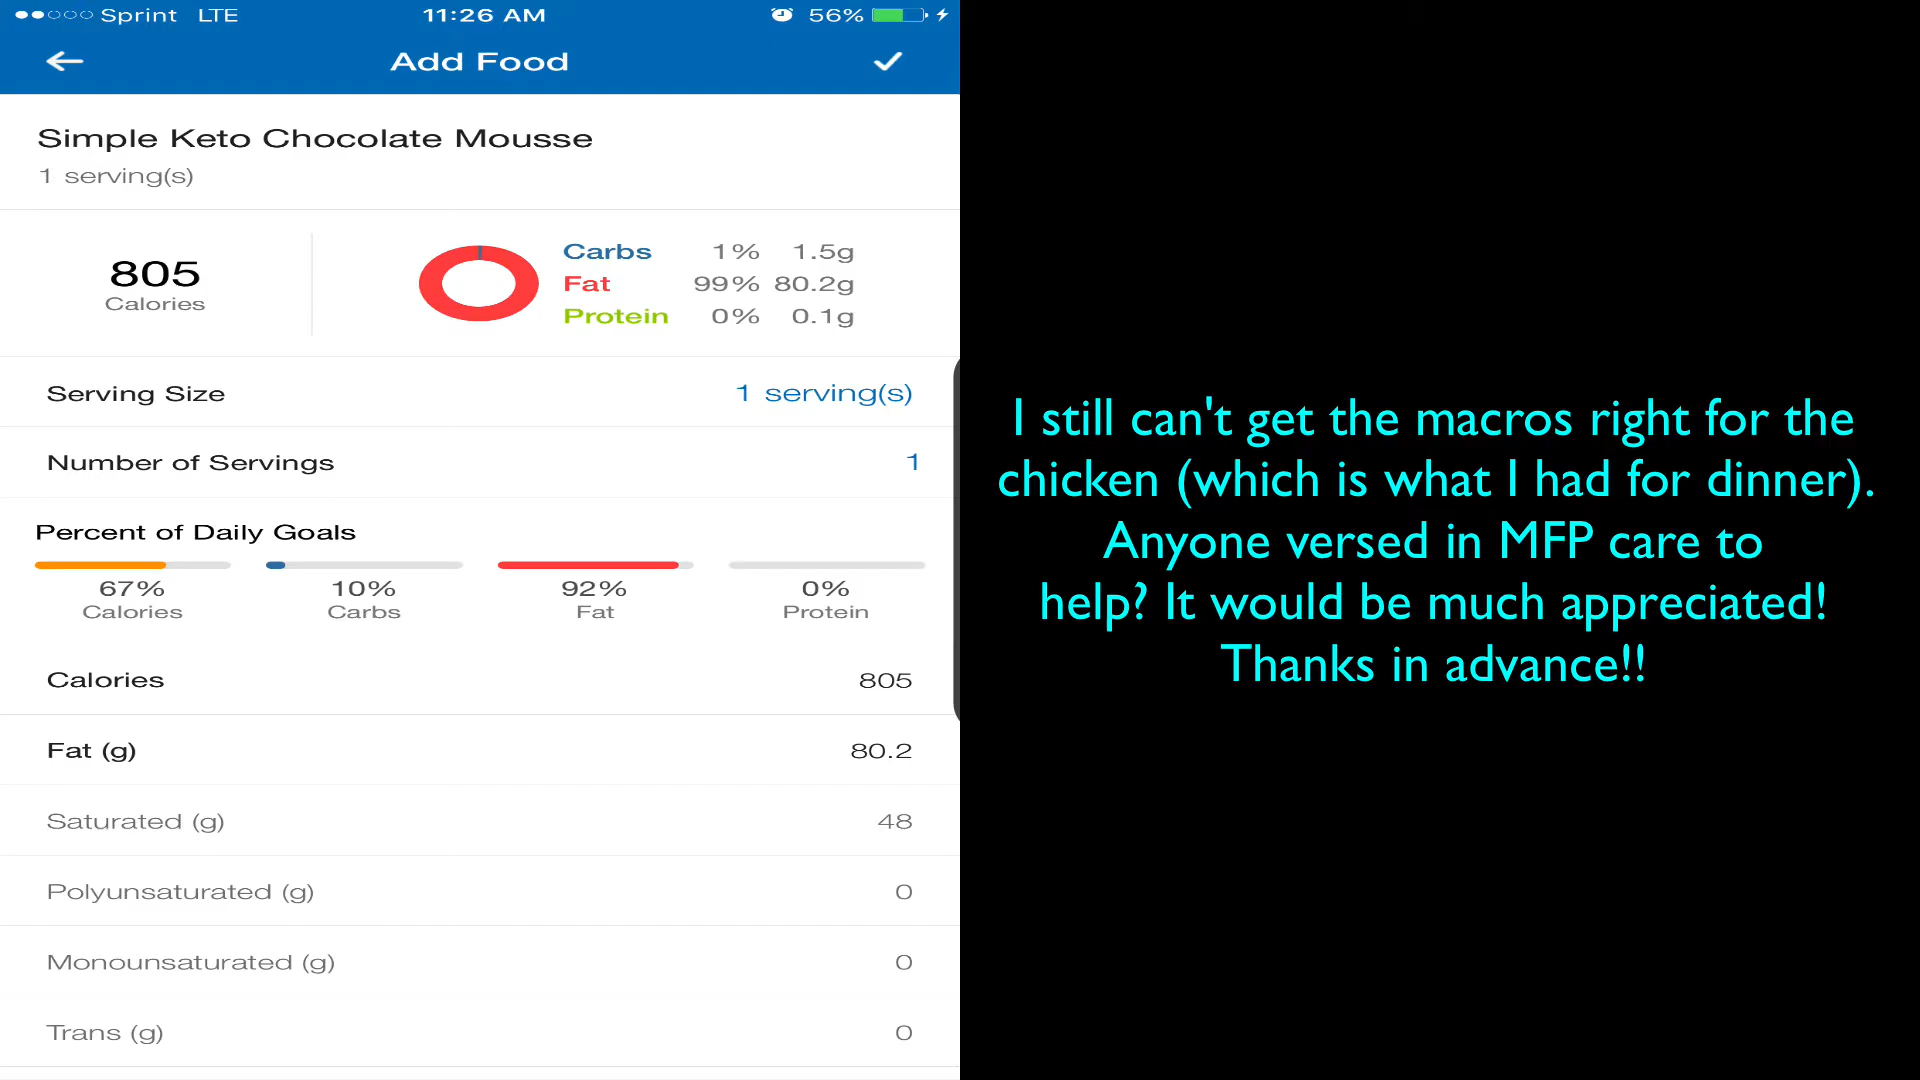 Sprint LTE 11:26 AM 56%
Add Food
Simple Keto Chocolate Mousse
1 serving(s)
805
Calories
Carbs 1% 1.5g
Fat 99% 80.2g
Protein 0% 0.1g
Serving Size 1 serving(s)
Number of Servings 1
Percent of Daily Goals
67% 10% 92% 0%
Calories Carbs Fat Protein
Calories 805
Fat (g) 80.2
Saturated (g) 48
Polyunsaturated (g) 0
Monounsaturated (g) 0
Trans (g) 0
I still can't get the macros right for the
chicken (which is what I had for dinner).
Anyone versed in MFP care to
help? It would be much appreciated!
Thanks in advance!!